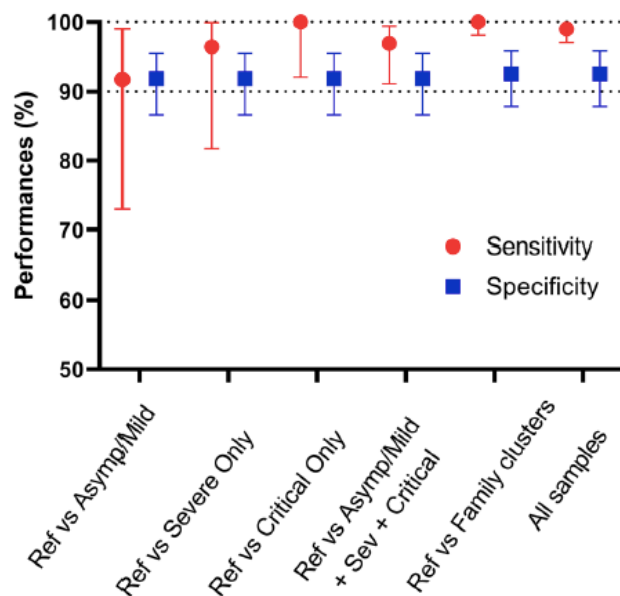 Performances (%)
100
90
80
70
60
50
Sensitivity
Specificity
Ref vs Asymp/Mild
Ref vs Severe Only
Ref vs Critical Only
Ref vs Asymp/Mild
+ Sev + Critical
Ref vs Family clusters
All samples